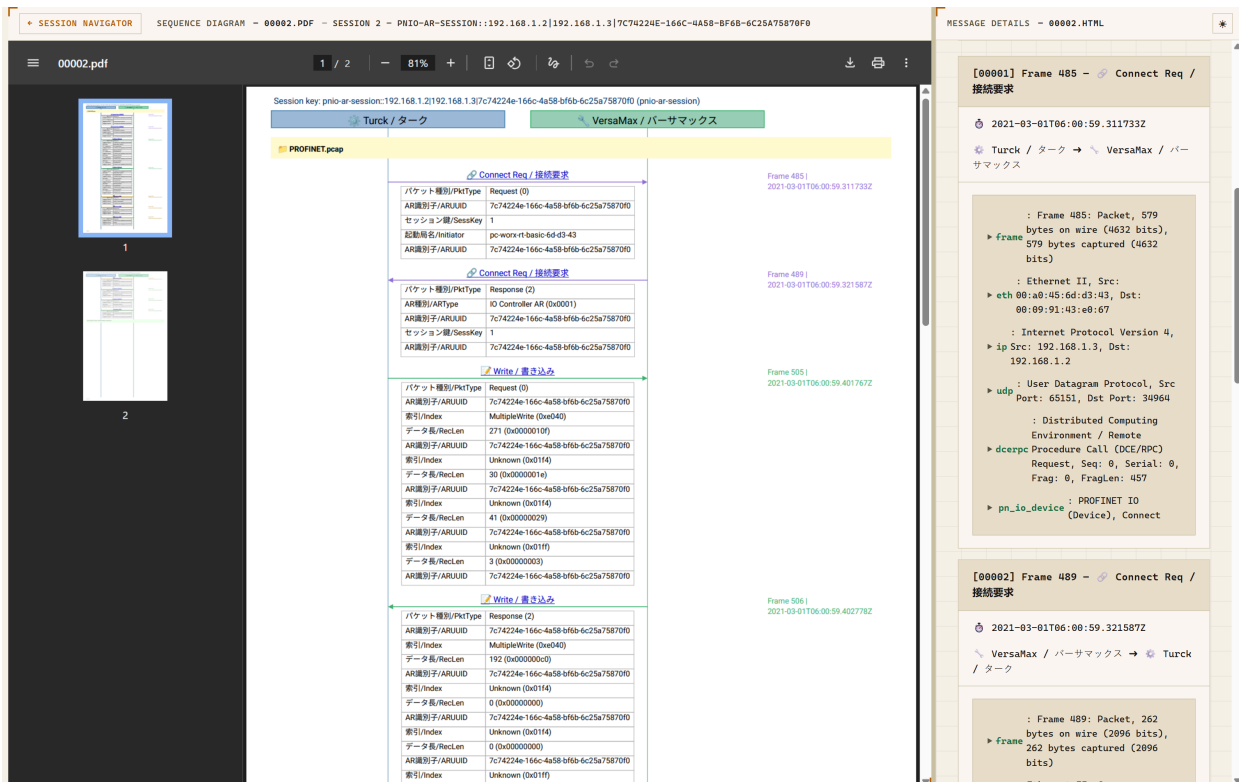 ← SESSION NAVIGATOR
SEQUENCE DIAGRAM — 00002.PDF — SESSION 2 — PNIO-AR-SESSION::192.168.1.2|192.168.1.3|7C74224E-166C-4A58-BF6B-6C25A75870F0
00002.pdf
1 / 2
81%
1
2
Session key: pnio-ar-session::192.168.1.2|192.168.1.3|7c74224e-166c-4a58-bf6b-6c25a75870f0 (pnio-ar-session)
Turck / ターク
VersaMax / バーサマックス
PROFINET.pcap
Connect Req / 接続要求
Frame 485 |
2021-03-01T06:00:59.311733Z
パケット種別/PktType Request (0)
AR識別子/ARUUID 7c74224e-166c-4a58-bf6b-6c25a75870f0
セッション鍵/SessKey 1
起動局名/Initiator pc-worx-rt-basic-6d-d3-43
AR識別子/ARUUID 7c74224e-166c-4a58-bf6b-6c25a75870f0
Connect Req / 接続要求
Frame 489 |
2021-03-01T06:00:59.321587Z
パケット種別/PktType Response (2)
AR種別/ARType IO Controller AR (0x0001)
AR識別子/ARUUID 7c74224e-166c-4a58-bf6b-6c25a75870f0
セッション鍵/SessKey 1
AR識別子/ARUUID 7c74224e-166c-4a58-bf6b-6c25a75870f0
Write / 書き込み
Frame 505 |
2021-03-01T06:00:59.401767Z
パケット種別/PktType Request (0)
AR識別子/ARUUID 7c74224e-166c-4a58-bf6b-6c25a75870f0
索引/Index MultipleWrite (0xe040)
データ長/RecLen 271 (0x0000010f)
AR識別子/ARUUID 7c74224e-166c-4a58-bf6b-6c25a75870f0
索引/Index Unknown (0x01f4)
データ長/RecLen 30 (0x0000001e)
AR識別子/ARUUID 7c74224e-166c-4a58-bf6b-6c25a75870f0
索引/Index Unknown (0x01f4)
データ長/RecLen 41 (0x00000029)
AR識別子/ARUUID 7c74224e-166c-4a58-bf6b-6c25a75870f0
索引/Index Unknown (0x01ff)
データ長/RecLen 3 (0x00000003)
AR識別子/ARUUID 7c74224e-166c-4a58-bf6b-6c25a75870f0
Write / 書き込み
Frame 506 |
2021-03-01T06:00:59.402778Z
パケット種別/PktType Response (2)
AR識別子/ARUUID 7c74224e-166c-4a58-bf6b-6c25a75870f0
索引/Index MultipleWrite (0xe040)
データ長/RecLen 192 (0x000000c0)
AR識別子/ARUUID 7c74224e-166c-4a58-bf6b-6c25a75870f0
索引/Index Unknown (0x01f4)
データ長/RecLen 0 (0x00000000)
AR識別子/ARUUID 7c74224e-166c-4a58-bf6b-6c25a75870f0
索引/Index Unknown (0x01f4)
データ長/RecLen 0 (0x00000000)
AR識別子/ARUUID 7c74224e-166c-4a58-bf6b-6c25a75870f0
索引/Index Unknown (0x01ff)
MESSAGE DETAILS — 00002.HTML
[00001] Frame 485 — Connect Req /
接続要求
2021-03-01T06:00:59.311733Z
Turck / ターク → VersaMax / バー
サマックス
frame : Frame 485: Packet, 579
bytes on wire (4632 bits),
579 bytes captured (4632
bits)
eth : Ethernet II, Src:
00:a0:45:6d:d3:43, Dst:
00:09:91:43:e0:67
ip : Internet Protocol Version 4,
Src: 192.168.1.3, Dst:
192.168.1.2
udp : User Datagram Protocol, Src
Port: 65151, Dst Port: 34964
dcerpc : Distributed Computing
Environment / Remote
Procedure Call (DCE/RPC)
Request, Seq: 0, Serial: 0,
Frag: 0, FragLen: 457
pn_io_device : PROFINET IO
(Device), Connect
[00002] Frame 489 — Connect Req /
接続要求
2021-03-01T06:00:59.321587Z
VersaMax / バーサマックス → Turck
/ ターク
frame : Frame 489: Packet, 262
bytes on wire (2096 bits),
262 bytes captured (2096
bits)